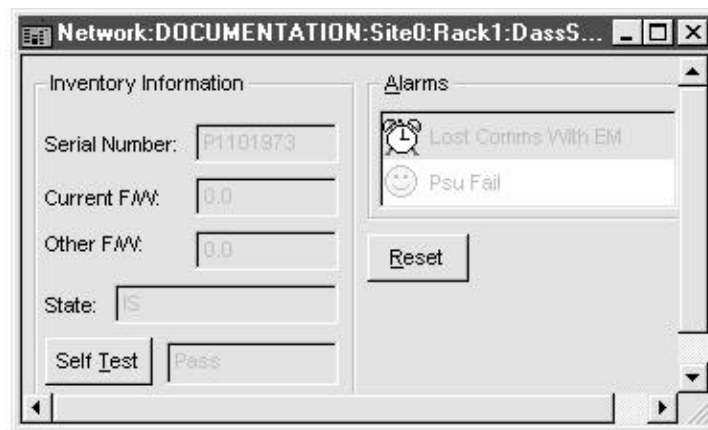 Network:DOCUMENTATION:Site0:Rack1:DassS...
Inventory Information
Serial Number: P1101973
Current F/W: 0.0
Other F/W: 0.0
State: IS
Self Test Pass
Alarms
Lost Comms With EM
Psu Fail
Reset